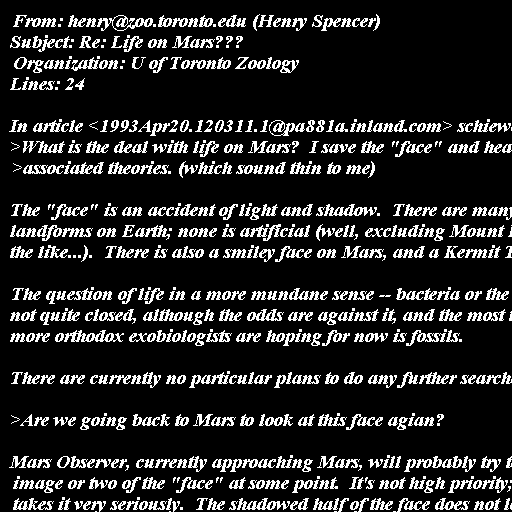 From: henry@zoo.toronto.edu (Henry Spencer)
Subject: Re: Life on Mars???
Organization: U of Toronto Zoology
Lines: 24
In article <1993Apr20.120311.1@pa881a.inland.com> schiewe
>What is the deal with life on Mars?  I save the "face" and hea
>associated theories. (which sound thin to me)
The "face" is an accident of light and shadow.  There are many
landforms on Earth; none is artificial (well, excluding Mount
the like...).  There is also a smiley face on Mars, and a Kermit
The question of life in a more mundane sense -- bacteria or the
not quite closed, although the odds are against it, and the most
more orthodox exobiologists are hoping for now is fossils.
There are currently no particular plans to do any further search
>Are we going back to Mars to look at this face agian?
Mars Observer, currently approaching Mars, will probably try
image or two of the "face" at some point.  It's not high priority;
takes it very seriously.  The shadowed half of the face does not